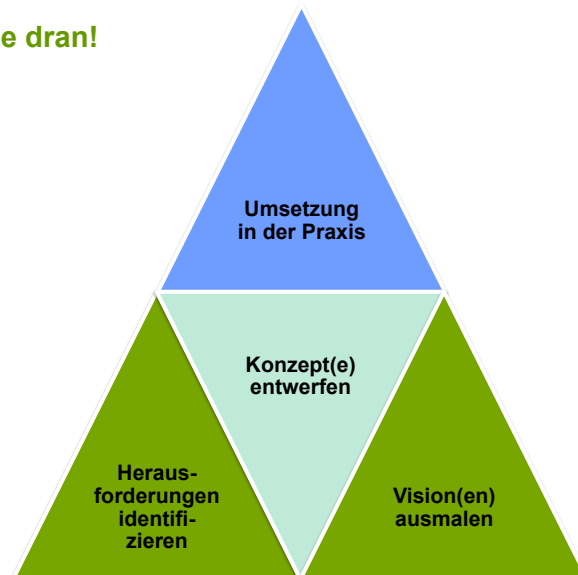 e dran!
Umsetzung
in der Praxis
Konzept(e)
entwerfen
Heraus-
forderungen
identifi-
zieren
Vision(en)
ausmalen